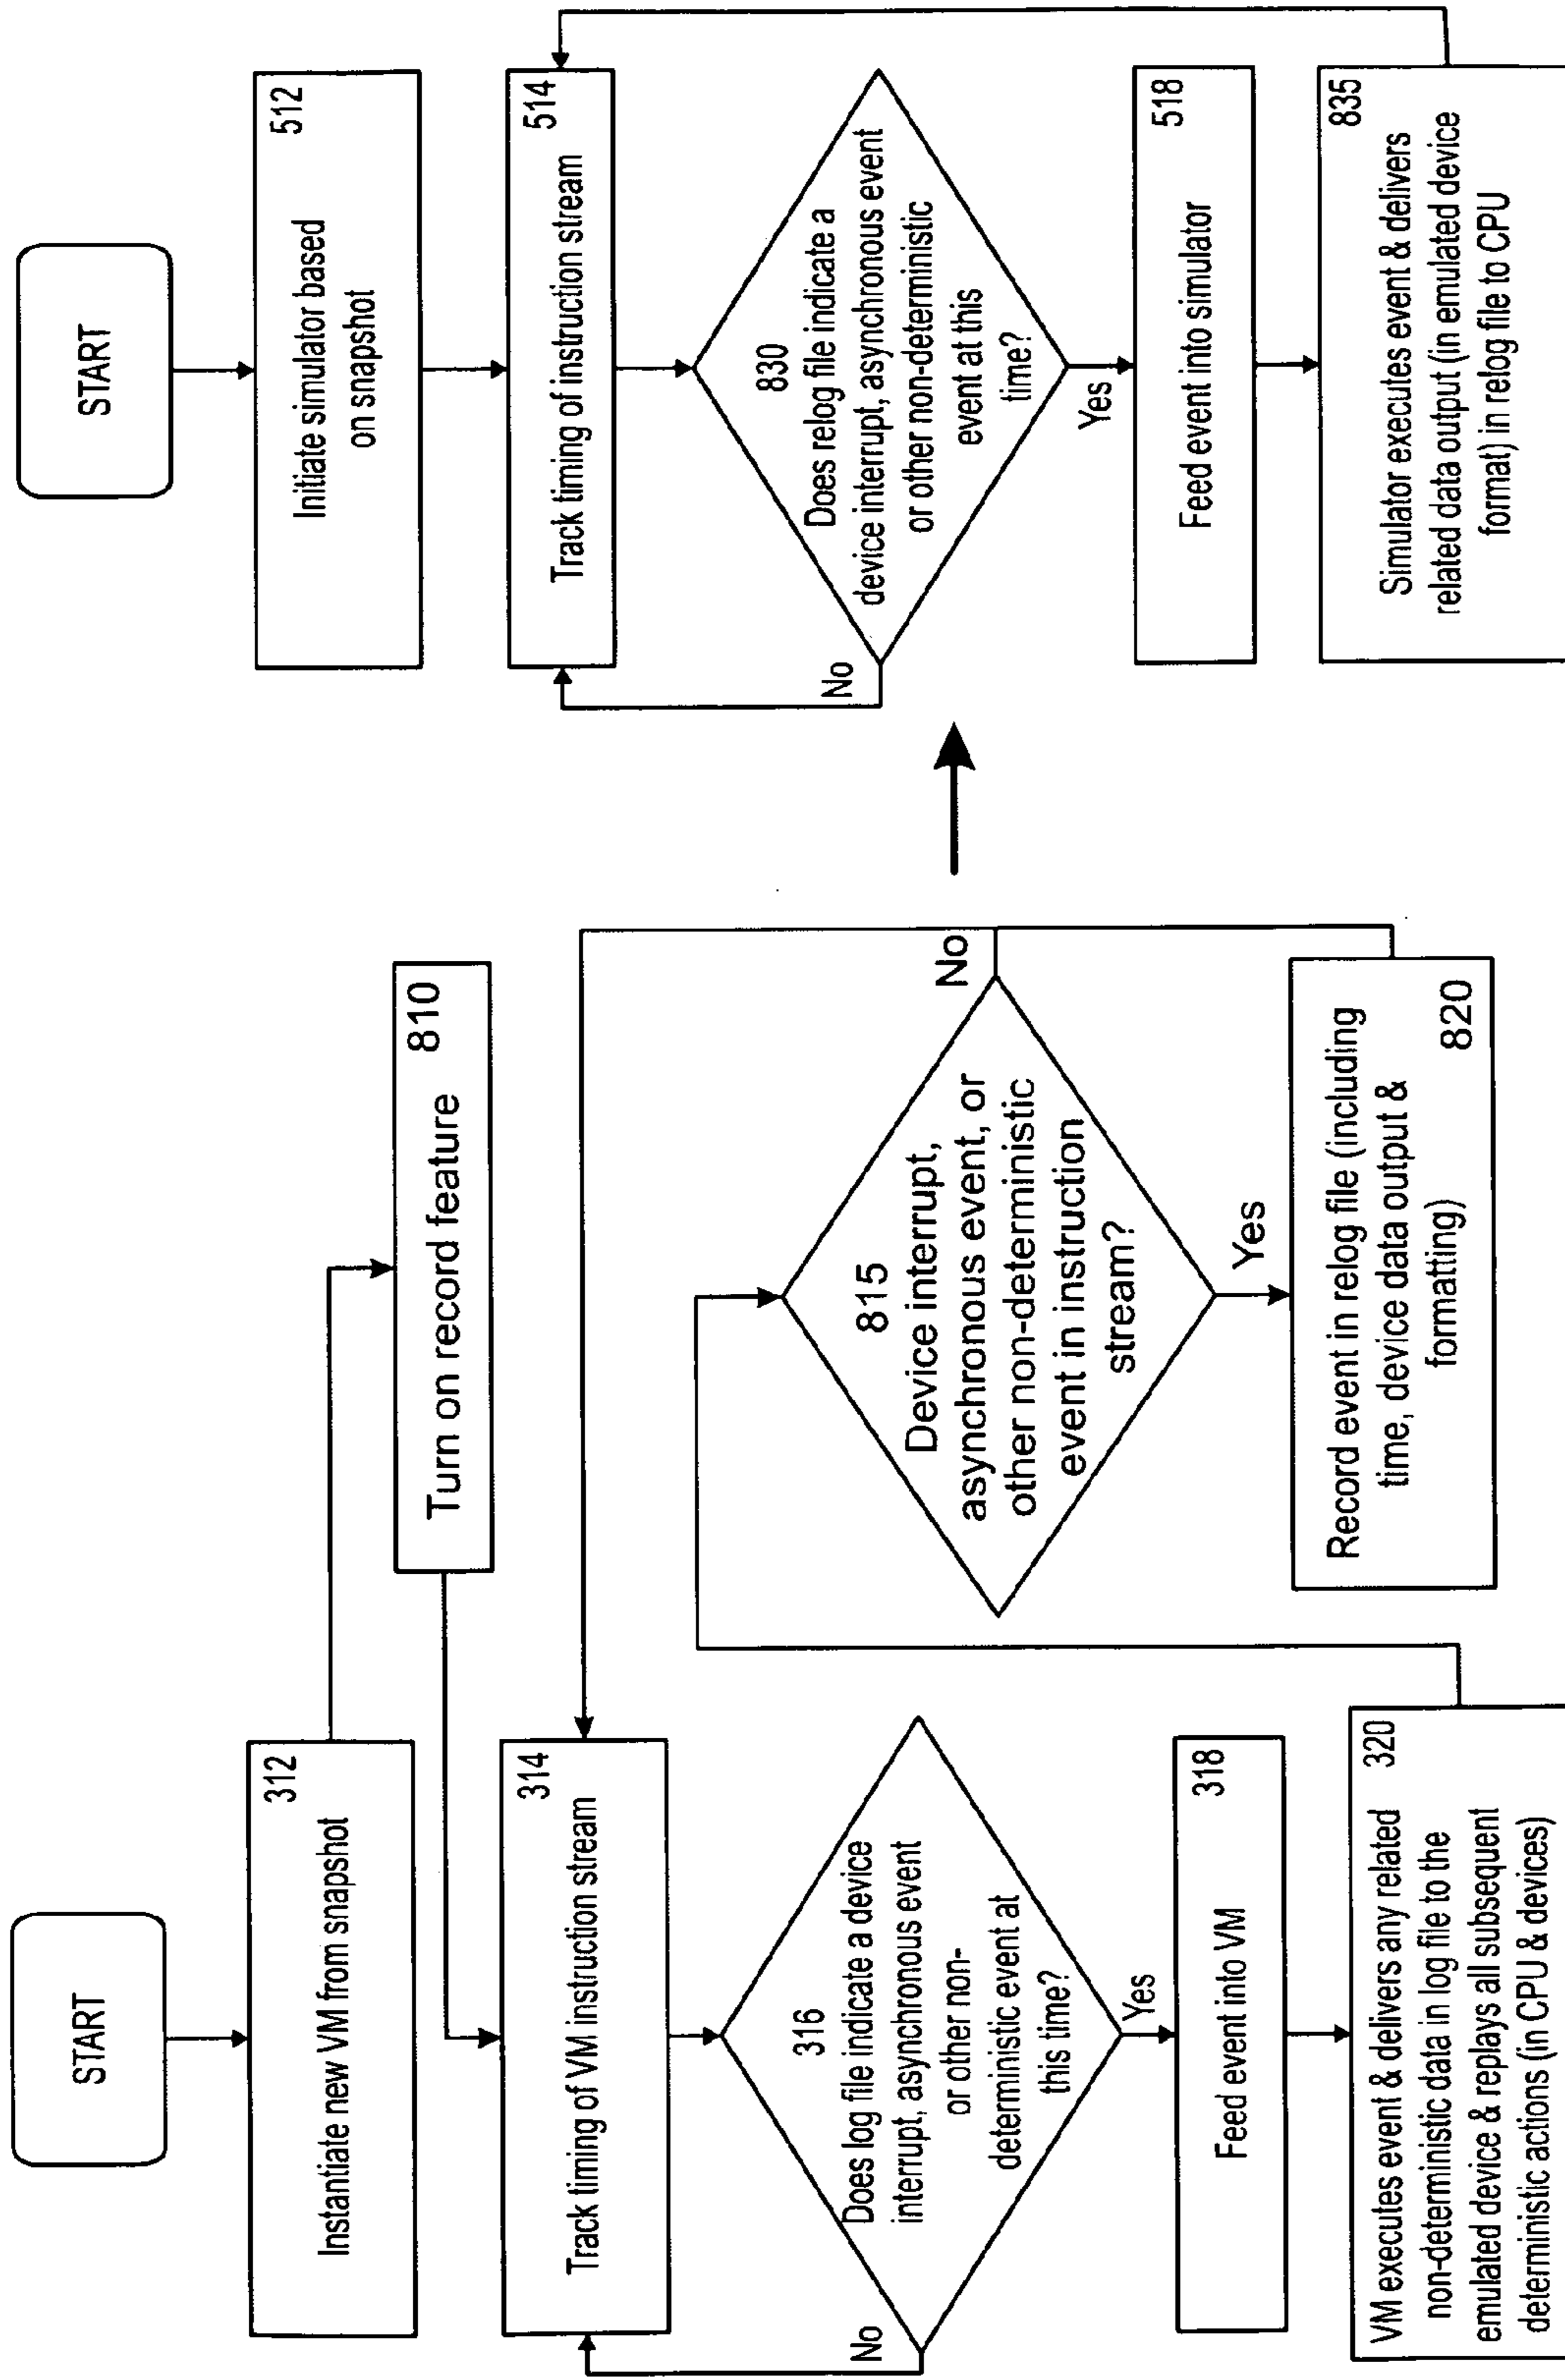 START
312
Instantiate new VM from snapshot
810
Turn on record feature
314
Track timing of VM instruction stream
316
Does log file indicate a device
interrupt, asynchronous event
or other non-
deterministic event at
this time?
No
Yes
318
Feed event into VM
320
VM executes event & delivers any related
non-deterministic data in log file to the
emulated device & replays all subsequent
deterministic actions (in CPU & devices)
815
Device interrupt,
asynchronous event, or
other non-deterministic
event in instruction
stream?
No
Yes
Record event in relog file (including
time, device data output &
formatting)
820
START
512
Initiate simulator based
on snapshot
514
Track timing of instruction stream
830
Does relog file indicate a
device interrupt, asynchronous event
or other non-deterministic
event at this
time?
No
Yes
518
Feed event into simulator
835
Simulator executes event & delivers
related data output (in emulated device
format) in relog file to CPU